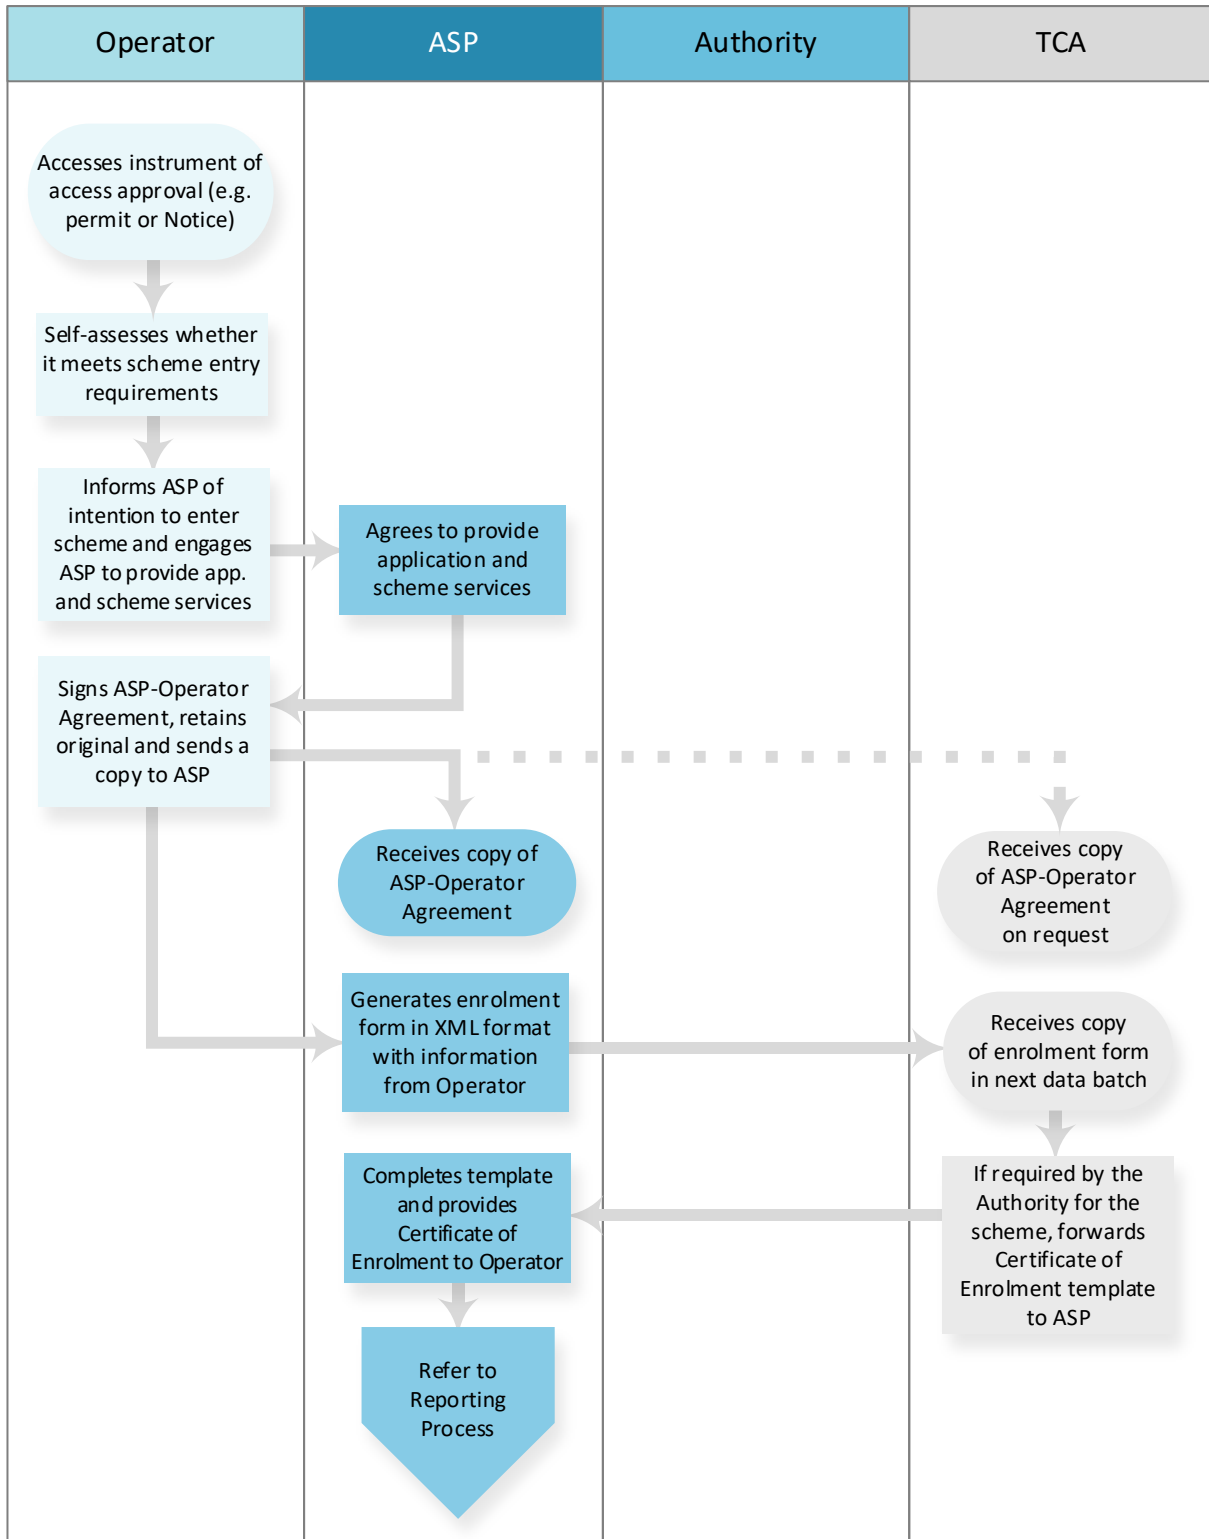 Operator
ASP
Authority
TCA
Accesses instrument of
access approval (e.g.
permit or Notice)
Self-assesses whether
it meets scheme entry
requirements
Informs ASP of
intention to enter
scheme and engages
ASP to provide app.
and scheme services
Agrees to provide
application and
scheme services
Signs ASP-Operator
Agreement, retains
original and sends a
copy to ASP
Receives copy of
ASP-Operator
Agreement
Receives copy
of ASP-Operator
Agreement
on request
Generates enrolment
form in XML format
with information
from Operator
Receives copy
of enrolment form
in next data batch
Completes template
and provides
Certificate of
Enrolment to Operator
If required by the
Authority for the
scheme, forwards
Certificate of
Enrolment template
to ASP
Refer to
Reporting
Process